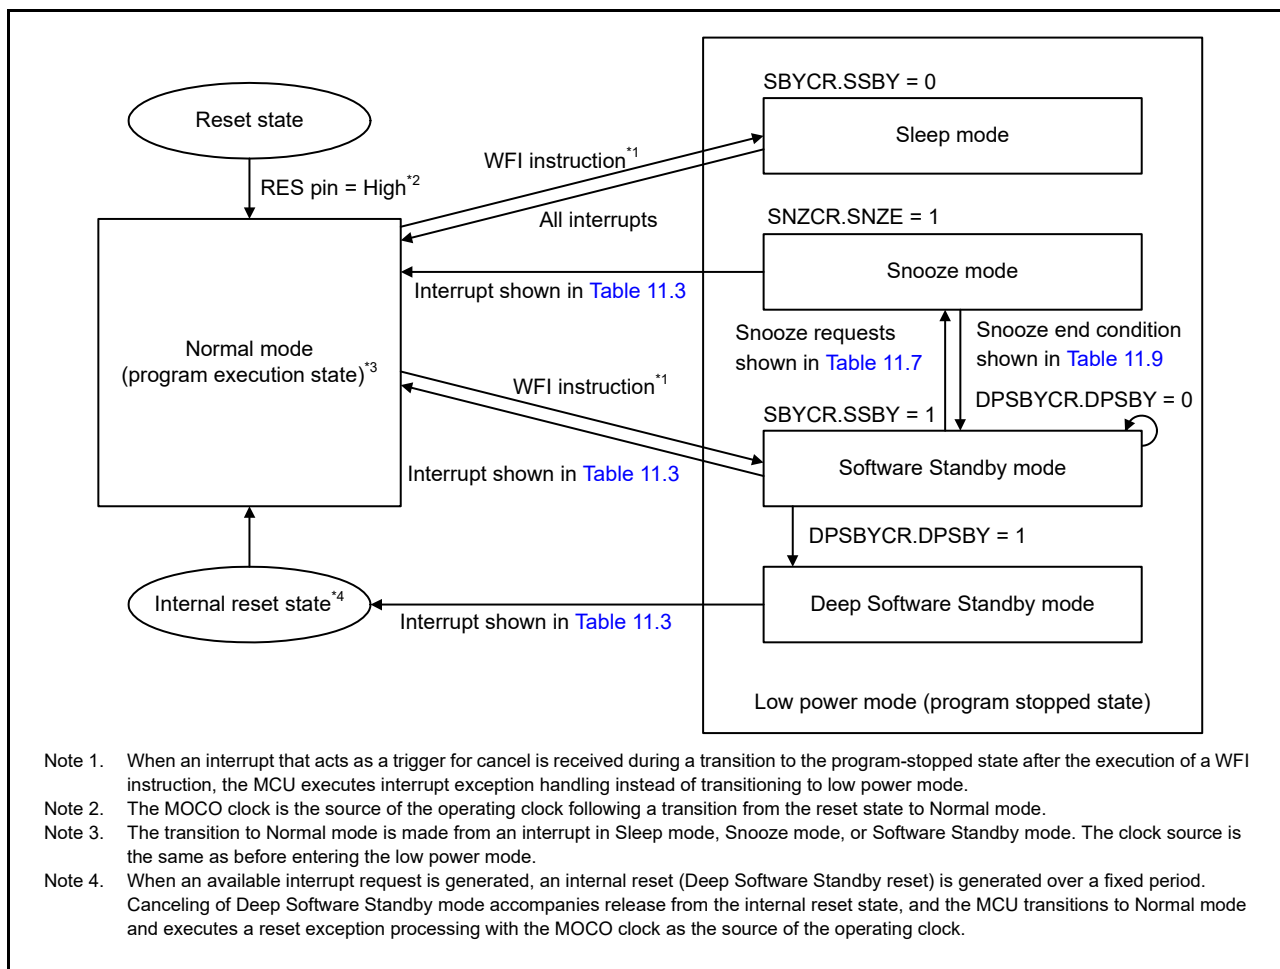 SBYCR.SSBY = 0
Reset state
Sleep mode
WFI instruction*1
RES pin = High*2
All interrupts
SNZCR.SNZE = 1
Snooze mode
Interrupt shown in Table 11.3
Snooze requests
shown in Table 11.7
Snooze end condition
shown in Table 11.9
Normal mode
(program execution state)*3
WFI instruction*1
DPSBYCR.DPSBY = 0
SBYCR.SSBY = 1
Software Standby mode
Interrupt shown in Table 11.3
DPSBYCR.DPSBY = 1
Internal reset state*4
Deep Software Standby mode
Interrupt shown in Table 11.3
Low power mode (program stopped state)
Note 1. When an interrupt that acts as a trigger for cancel is received during a transition to the program-stopped state after the execution of a WFI
instruction, the MCU executes interrupt exception handling instead of transitioning to low power mode.
Note 2. The MOCO clock is the source of the operating clock following a transition from the reset state to Normal mode.
Note 3. The transition to Normal mode is made from an interrupt in Sleep mode, Snooze mode, or Software Standby mode. The clock source is
the same as before entering the low power mode.
Note 4. When an available interrupt request is generated, an internal reset (Deep Software Standby reset) is generated over a fixed period.
Canceling of Deep Software Standby mode accompanies release from the internal reset state, and the MCU transitions to Normal mode
and executes a reset exception processing with the MOCO clock as the source of the operating clock.